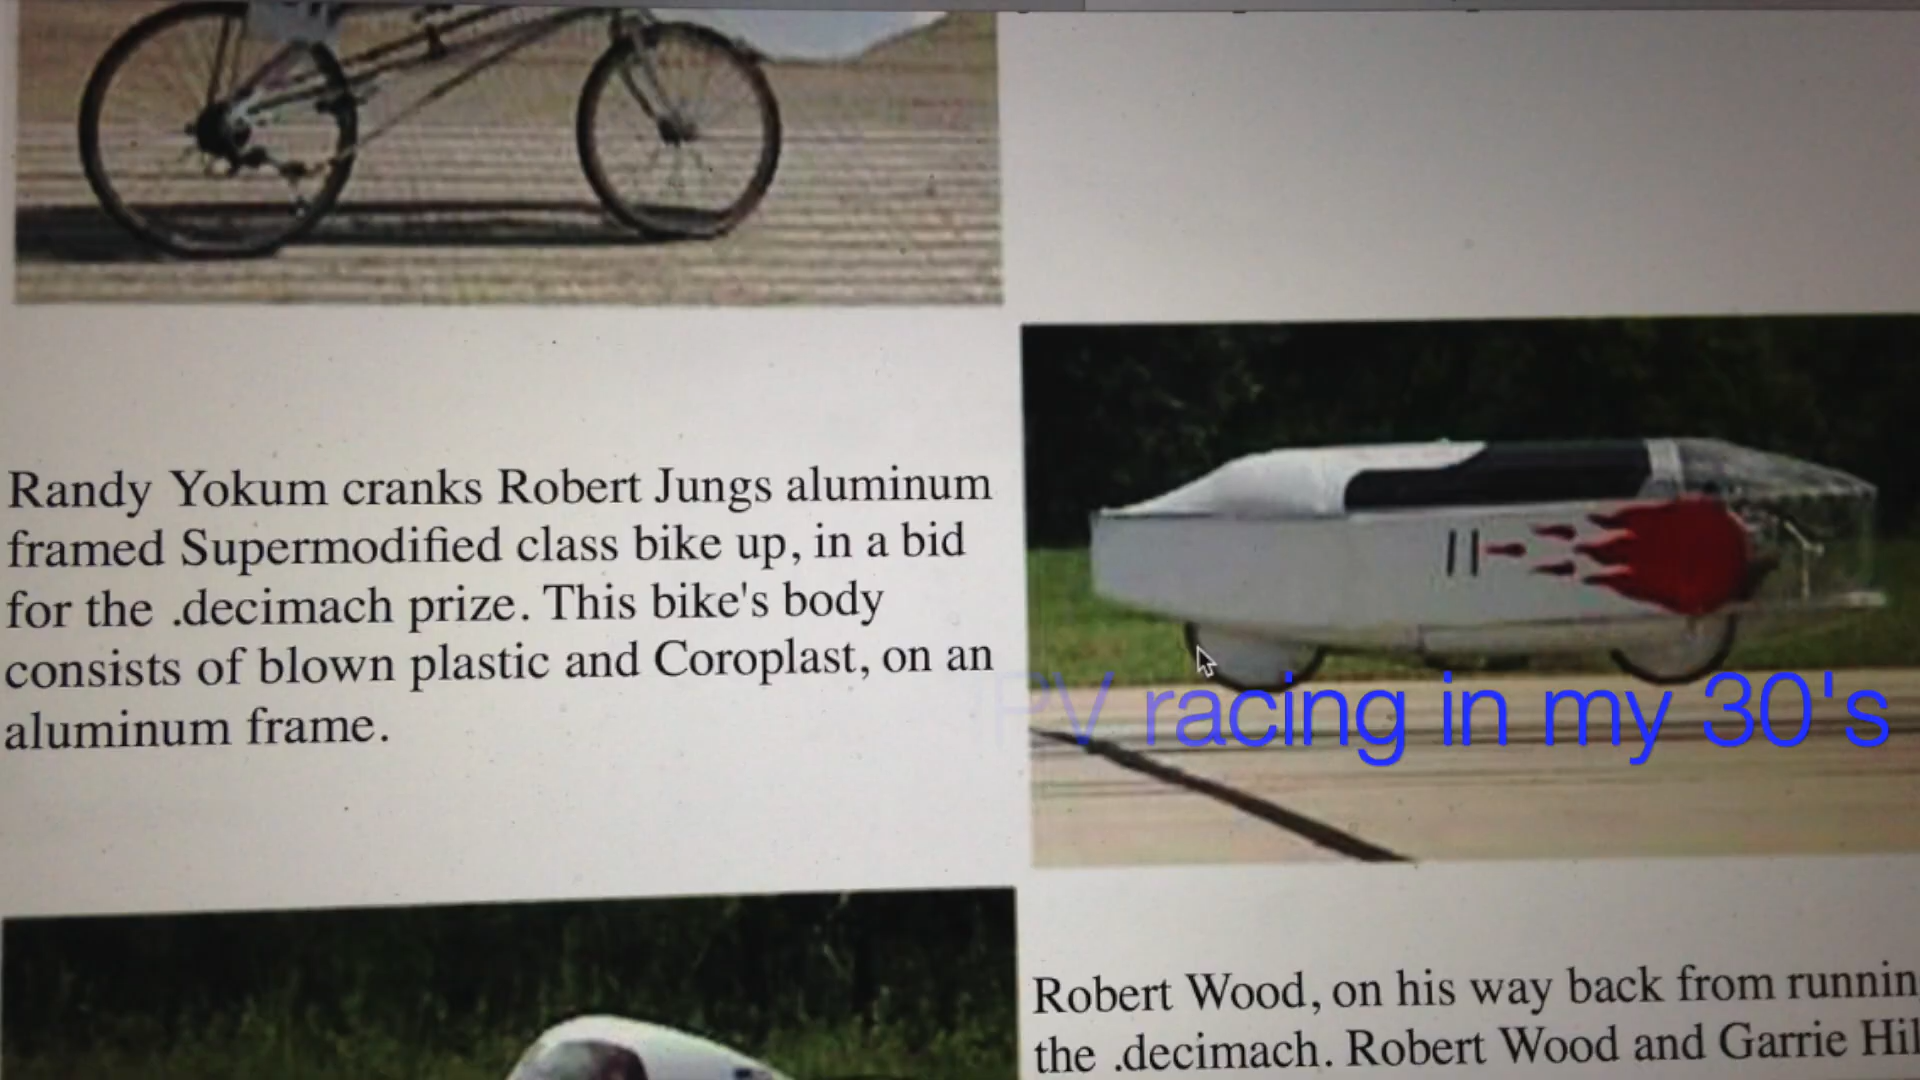 Randy Yokum cranks Robert Jungs aluminum
framed Supermodified class bike up, in a bid
for the .decimach prize. This bike's body
consists of blown plastic and Coroplast, on an
aluminum frame.
11
PV racing in my 30's
Robert Wood, on his way back from runnin
the .decimach. Robert Wood and Garrie Hil